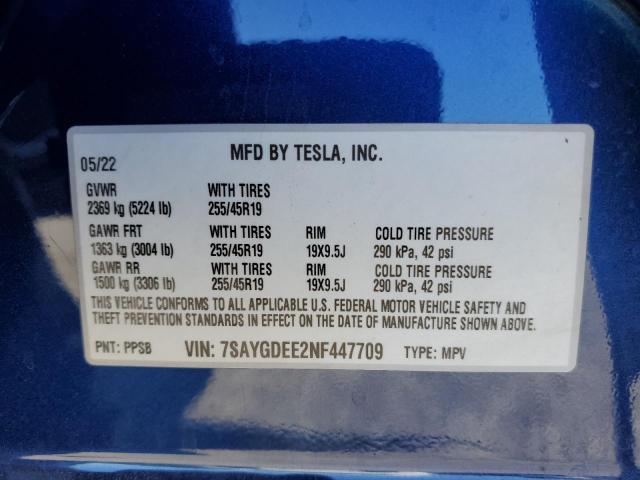 MFD BY TESLA, INC.
05/22
GVWR WITH TIRES
2369 kg (5224 lb) 255/45R19
GAWR FRT WITH TIRES RIM COLD TIRE PRESSURE
1363 kg (3004 lb) 255/45R19 19X9.5J 290 kPa, 42 psi
GAWR RR WITH TIRES RIM COLD TIRE PRESSURE
1500 kg (3306 lb) 255/45R19 19X9.5J 290 kPa, 42 psi
THIS VEHICLE CONFORMS TO ALL APPLICABLE U.S. FEDERAL MOTOR VEHICLE SAFETY AND
THEFT PREVENTION STANDARDS IN EFFECT ON THE DATE OF MANUFACTURE SHOWN ABOVE.
PNT: PPSB VIN: 7SAYGDEE2NF447709 TYPE: MPV